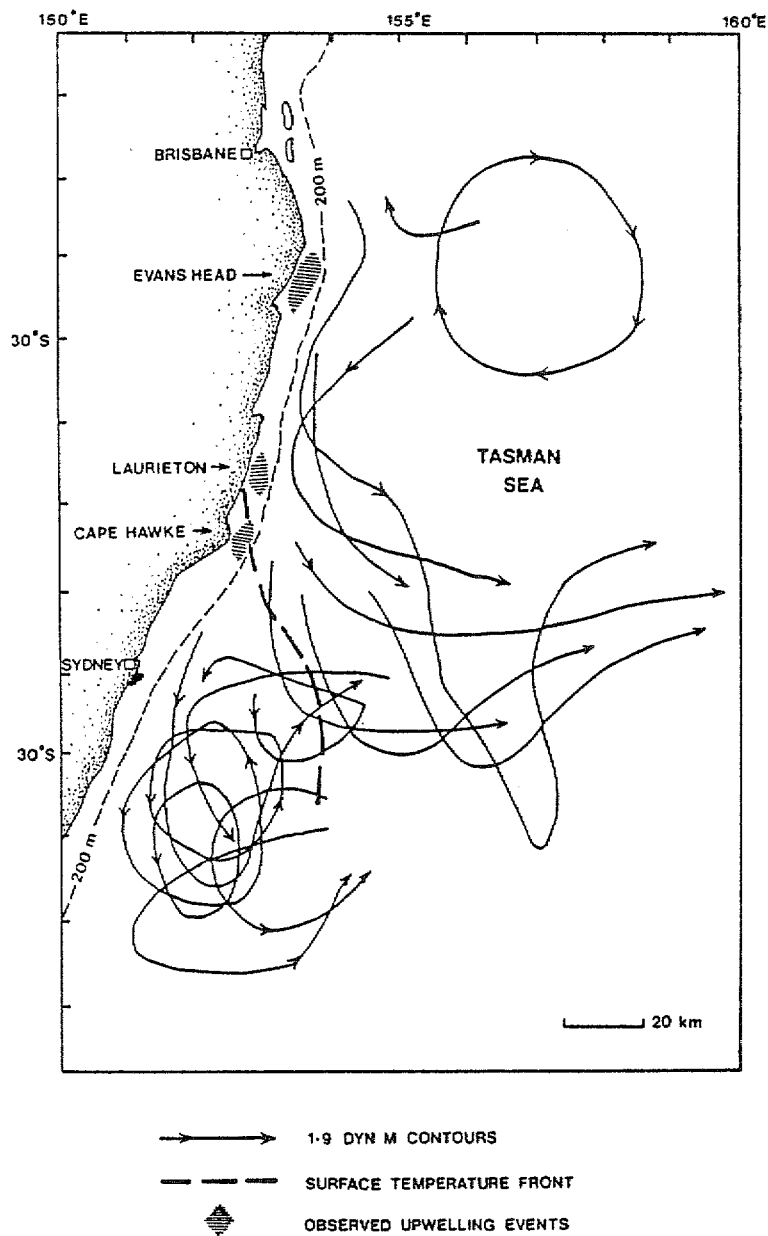 150°E
155°E
160°E
BRISBANE
200 m
EVANS HEAD
30°S
LAURIETON
TASMAN
SEA
CAPE HAWKE
SYDNEY
30°S
200 m
20 km
1·9 DYN M CONTOURS
SURFACE TEMPERATURE FRONT
OBSERVED UPWELLING EVENTS